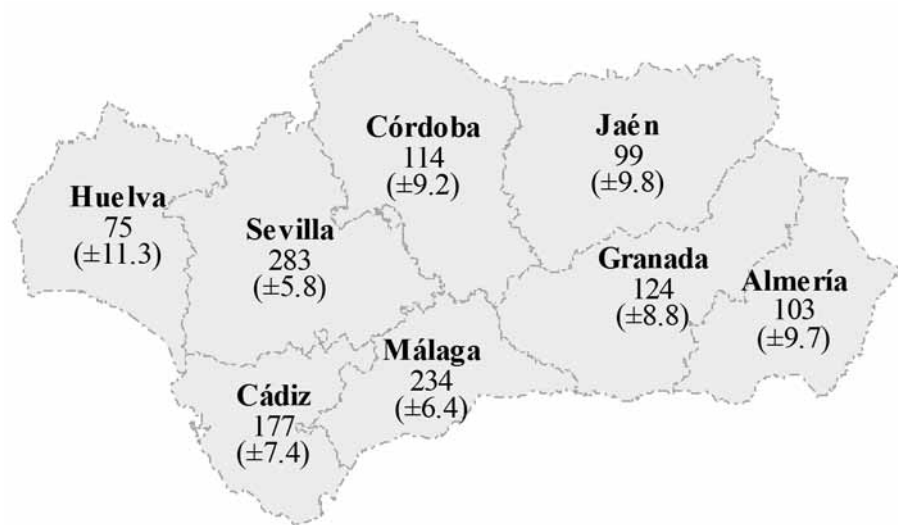 Córdoba
114
(±9.2)
Jaén
99
(±9.8)
Huelva
75
(±11.3)
Sevilla
283
(±5.8)
Granada
124
(±8.8)
Almería
103
(±9.7)
Málaga
234
(±6.4)
Cádiz
177
(±7.4)